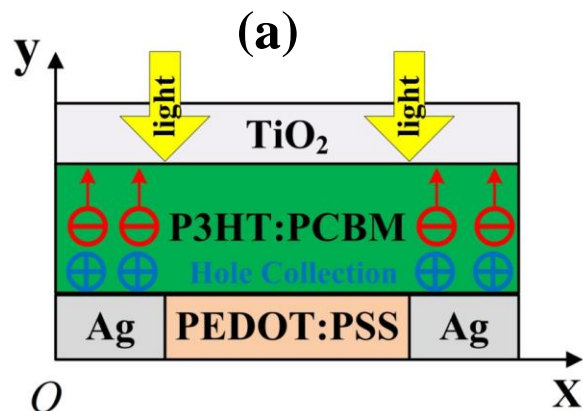 (a)
y
light light
TiO₂
P3HT:PCBM
Hole Collection
Ag PEDOT:PSS Ag
O x